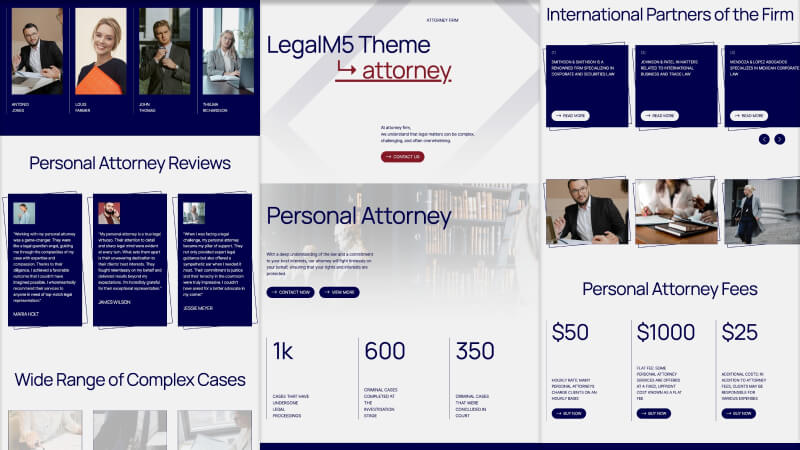 ANTONIO
JONES
LOUIS
FARMER
JOHN
THOMAS
THELMA
RICHARDSON
Personal Attorney Reviews
"Working with my personal attorney
was a game-changer. They were
like a legal guardian angel, guiding
me through the complexities of my
case with expertise and
compassion. Thanks to their
diligence, I achieved a favorable
outcome that I couldn't have
imagined possible. I wholeheartedly
recommend their services to
anyone in need of top-notch legal
representation."
MARIA HOLT
"My personal attorney is a true legal
virtuoso. Their attention to detail
and sharp legal mind were evident
at every turn. What sets them apart
is their unwavering dedication to
their clients' best interests. They
fought relentlessly on my behalf and
delivered results beyond my
expectations. I'm incredibly grateful
for their exceptional representation."
JAMES WILSON
"When I was facing a legal
challenge, my personal attorney
became my pillar of support. They
not only provided expert legal
guidance but also offered a
sympathetic ear when I needed it
most. Their commitment to justice
and their tenacity in the courtroom
were truly impressive. I couldn't
have asked for a better advocate in
my corner."
JESSIE MEYER
Wide Range of Complex Cases
ATTORNEY FIRM
LegalM5 Theme
↳ attorney
At attorney firm,
we understand that legal matters can be complex,
challenging, and often overwhelming.
→ CONTACT US
Personal Attorney
With a deep understanding of the law and a commitment
to your best interests, our attorney will fight tirelessly on
your behalf, ensuring that your rights and interests are
protected.
→ CONTACT NOW
→ VIEW MORE
1k
CASES THAT HAVE
UNDERGONE
LEGAL
PROCEEDINGS
600
CRIMINAL CASES
COMPLETED AT
THE
INVESTIGATION
STAGE
350
CRIMINAL CASES
THAT WERE
CONCLUDED IN
COURT
International Partners of the Firm
01
SMITHSON & SMITHSON IS A
RENOWNED FIRM SPECIALIZING IN
CORPORATE AND SECURITIES LAW
→ READ MORE
02
JOHNSON & PATEL IN MATTERS
RELATED TO INTERNATIONAL
BUSINESS AND TRADE LAW
→ READ MORE
03
MENDOZA & LOPEZ ABOGADOS
SPECIALIZES IN MEXICAN CORPORATE
LAW
→ READ MORE
Personal Attorney Fees
$50
HOURLY RATE: MANY
PERSONAL ATTORNEYS
CHARGE CLIENTS ON AN
HOURLY BASIS
→ BUY NOW
$1000
FLAT FEE: SOME
PERSONAL ATTORNEY
SERVICES ARE OFFERED
AT A FIXED, UPFRONT
COST KNOWN AS A FLAT
FEE
→ BUY NOW
$25
ADDITIONAL COSTS: IN
ADDITION TO ATTORNEY
FEES, CLIENTS MAY BE
RESPONSIBLE FOR
VARIOUS EXPENSES
→ BUY NOW